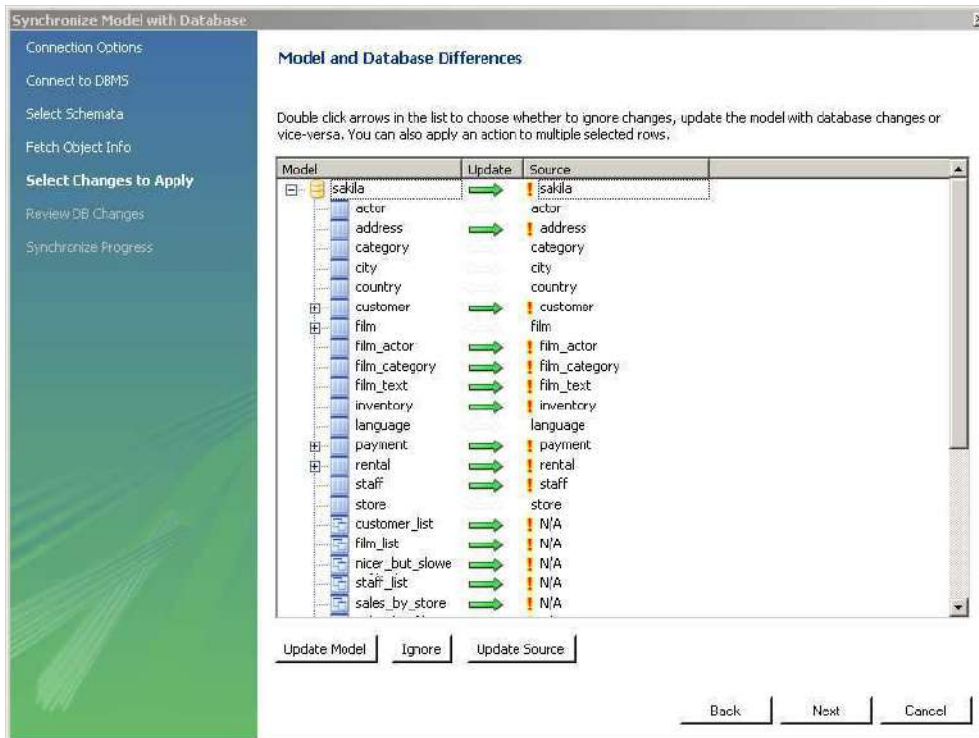 Synchronize Model with Database
Connection Options
Connect to DBMS
Select Schemata
Fetch Object Info
Select Changes to Apply
Review DB Changes
Synchronize Progress
Model and Database Differences
Double click arrows in the list to choose whether to ignore changes, update the model with database changes or
vice-versa. You can also apply an action to multiple selected rows.
Model Update Source
sakila ! sakila
actor actor
address ! address
category category
city city
country country
customer ! customer
film film
film_actor ! film_actor
film_category ! film_category
film_text ! film_text
inventory ! inventory
language language
payment ! payment
rental ! rental
staff ! staff
store store
customer_list ! N/A
film_list ! N/A
nicer_but_slowe ! N/A
staff_list ! N/A
sales_by_store ! N/A
Update Model Ignore Update Source
Back Next Cancel